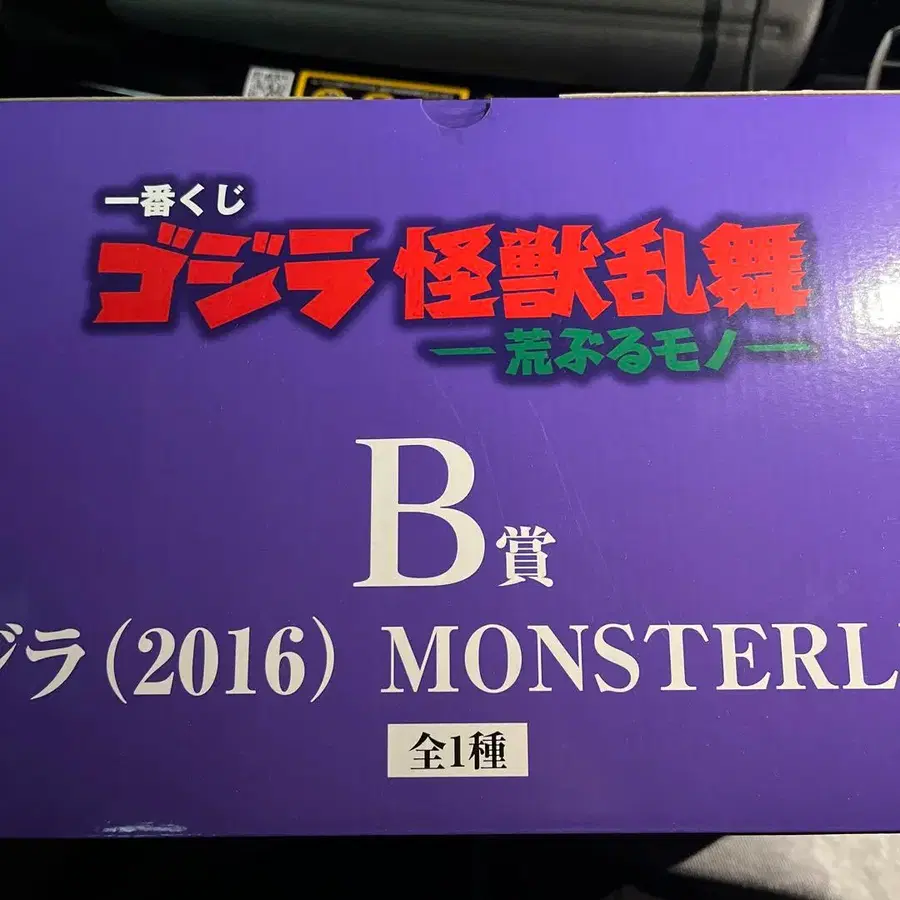 一番くじ
ゴジラ 怪獣乱舞
―荒ぶるモノ―
B賞
ジラ(2016) MONSTERL
全1種